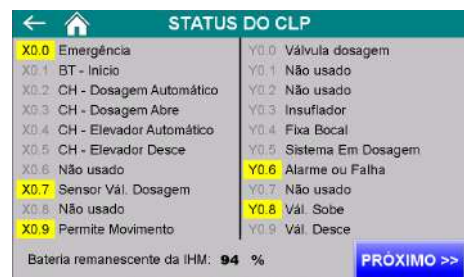 STATUS DO CLP
X0.0 Emergência
X0.1 BT - Início
X0.2 CH - Dosagem Automático
X0.3 CH - Dosagem Abre
X0.4 CH - Elevador Automático
X0.5 CH - Elevador Desce
X0.6 Não usado
X0.7 Sensor Vál. Dosagem
X0.8 Não usado
X0.9 Permite Movimento
Y0.0 Válvula dosagem
Y0.1 Não usado
Y0.2 Não usado
Y0.3 Insuflador
Y0.4 Fixa Bocal
Y0.5 Sistema Em Dosagem
Y0.6 Alarme ou Falha
Y0.7 Não usado
Y0.8 Vál. Sobe
Y0.9 Vál. Desce
Bateria remanescente da IHM: 94 %
PRÓXIMO >>